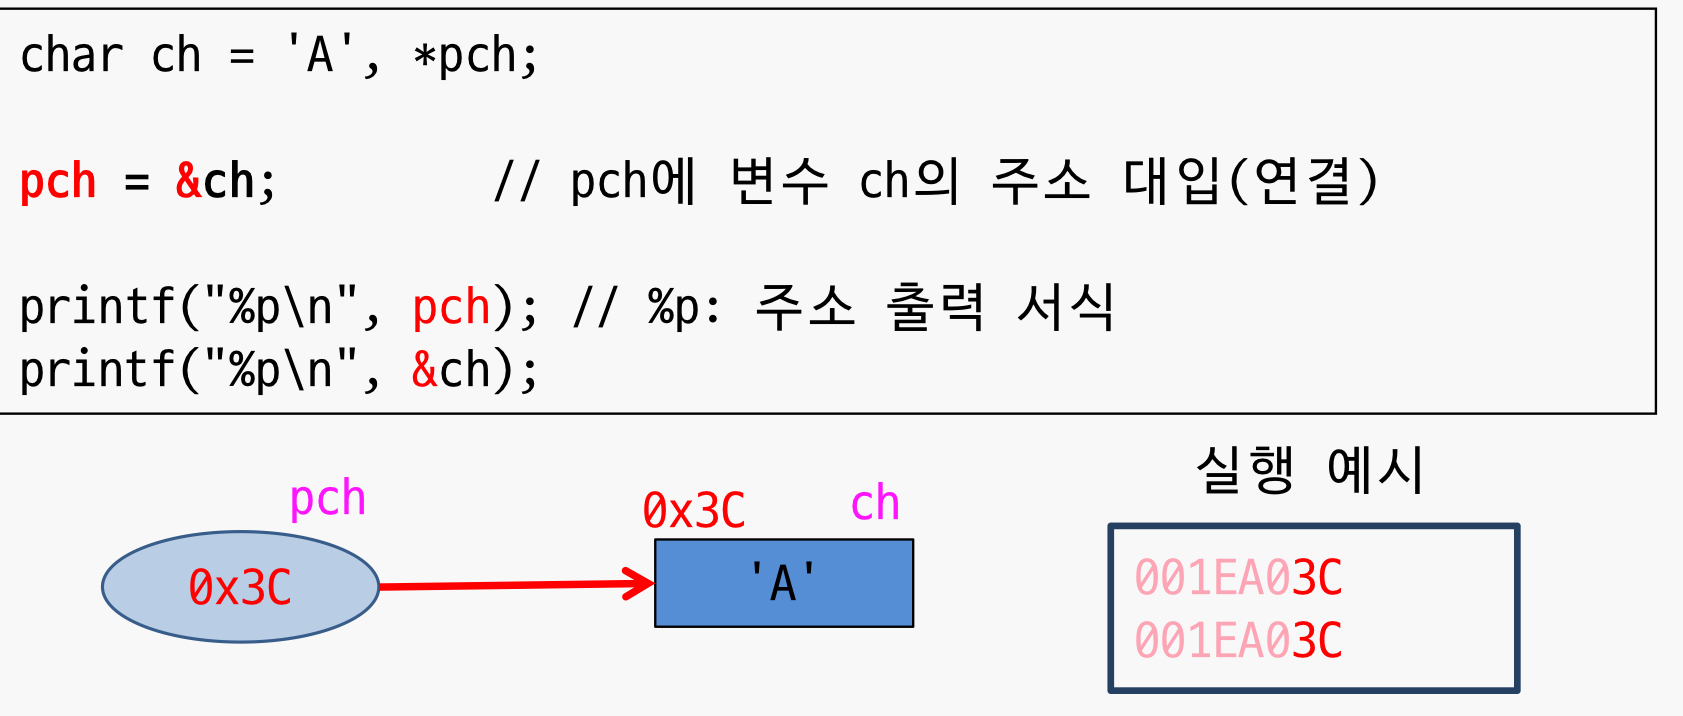 char ch = 'A', *pch;
pch = &ch; // pch에 변수 ch의 주소 대입(연결)
printf("%p\n", pch); // %p: 주소 출력 서식
printf("%p\n", &ch);
실행 예시
pch
0x3C ch
0x3C
'A'
001EA03C
001EA03C